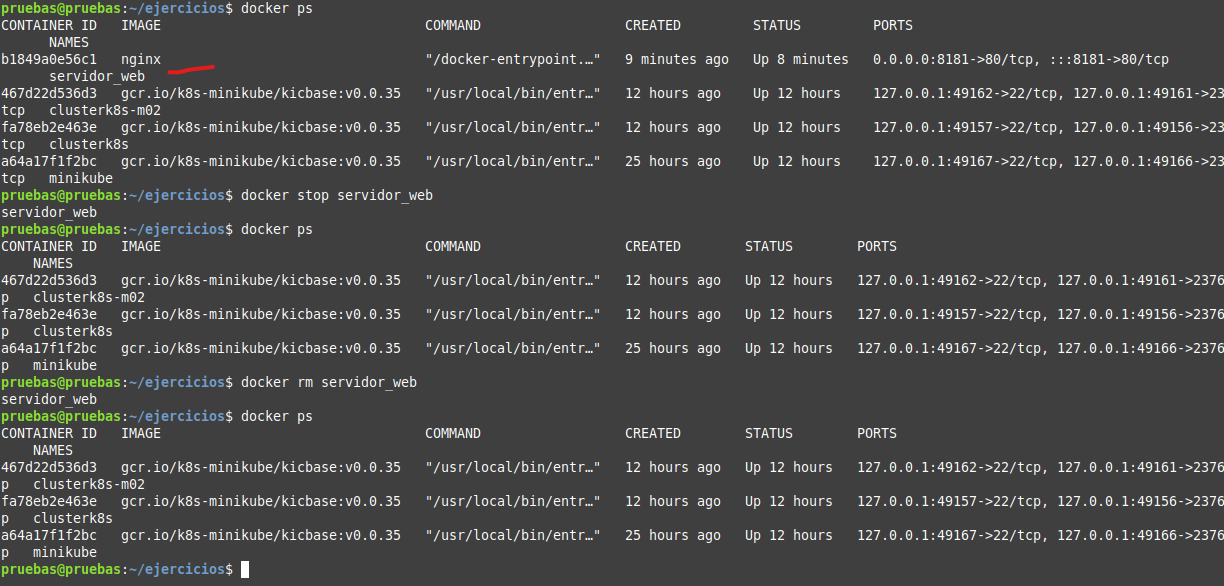 pruebas@pruebas:~/ejercicios$ docker ps
CONTAINER ID   IMAGE                                 COMMAND                  CREATED         STATUS         PORTS
      NAMES
b1849a0e56c1   nginx                                 "/docker-entrypoint.…"   9 minutes ago   Up 8 minutes   0.0.0.0:8181->80/tcp, :::8181->80/tcp
      servidor_web
467d22d536d3   gcr.io/k8s-minikube/kicbase:v0.0.35   "/usr/local/bin/entr…"   12 hours ago    Up 12 hours    127.0.0.1:49162->22/tcp, 127.0.0.1:49161->23
tcp   clusterk8s-m02
fa78eb2e463e   gcr.io/k8s-minikube/kicbase:v0.0.35   "/usr/local/bin/entr…"   12 hours ago    Up 12 hours    127.0.0.1:49157->22/tcp, 127.0.0.1:49156->23
tcp   clusterk8s
a64a17f1f2bc   gcr.io/k8s-minikube/kicbase:v0.0.35   "/usr/local/bin/entr…"   25 hours ago    Up 12 hours    127.0.0.1:49167->22/tcp, 127.0.0.1:49166->23
tcp   minikube
pruebas@pruebas:~/ejercicios$ docker stop servidor_web
servidor_web
pruebas@pruebas:~/ejercicios$ docker ps
CONTAINER ID   IMAGE                                 COMMAND                  CREATED        STATUS        PORTS
    NAMES
467d22d536d3   gcr.io/k8s-minikube/kicbase:v0.0.35   "/usr/local/bin/entr…"   12 hours ago   Up 12 hours   127.0.0.1:49162->22/tcp, 127.0.0.1:49161->2376
p   clusterk8s-m02
fa78eb2e463e   gcr.io/k8s-minikube/kicbase:v0.0.35   "/usr/local/bin/entr…"   12 hours ago   Up 12 hours   127.0.0.1:49157->22/tcp, 127.0.0.1:49156->2376
p   clusterk8s
a64a17f1f2bc   gcr.io/k8s-minikube/kicbase:v0.0.35   "/usr/local/bin/entr…"   25 hours ago   Up 12 hours   127.0.0.1:49167->22/tcp, 127.0.0.1:49166->2376
p   minikube
pruebas@pruebas:~/ejercicios$ docker rm servidor_web
servidor_web
pruebas@pruebas:~/ejercicios$ docker ps
CONTAINER ID   IMAGE                                 COMMAND                  CREATED        STATUS        PORTS
    NAMES
467d22d536d3   gcr.io/k8s-minikube/kicbase:v0.0.35   "/usr/local/bin/entr…"   12 hours ago   Up 12 hours   127.0.0.1:49162->22/tcp, 127.0.0.1:49161->2376
p   clusterk8s-m02
fa78eb2e463e   gcr.io/k8s-minikube/kicbase:v0.0.35   "/usr/local/bin/entr…"   12 hours ago   Up 12 hours   127.0.0.1:49157->22/tcp, 127.0.0.1:49156->2376
p   clusterk8s
a64a17f1f2bc   gcr.io/k8s-minikube/kicbase:v0.0.35   "/usr/local/bin/entr…"   25 hours ago   Up 12 hours   127.0.0.1:49167->22/tcp, 127.0.0.1:49166->2376
p   minikube
pruebas@pruebas:~/ejercicios$